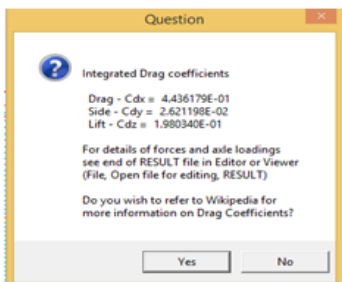 Question
Integrated Drag coefficients
Drag - Cdx = 4.436179E-01
Side - Cdy = 2.621198E-02
Lift - Cdz = 1.980340E-01
For details of forces and axle loadings
see end of RESULT file in Editor or Viewer
(File, Open file for editing, RESULT)
Do you wish to refer to Wikipedia for
more information on Drag Coefficients?
Yes
No